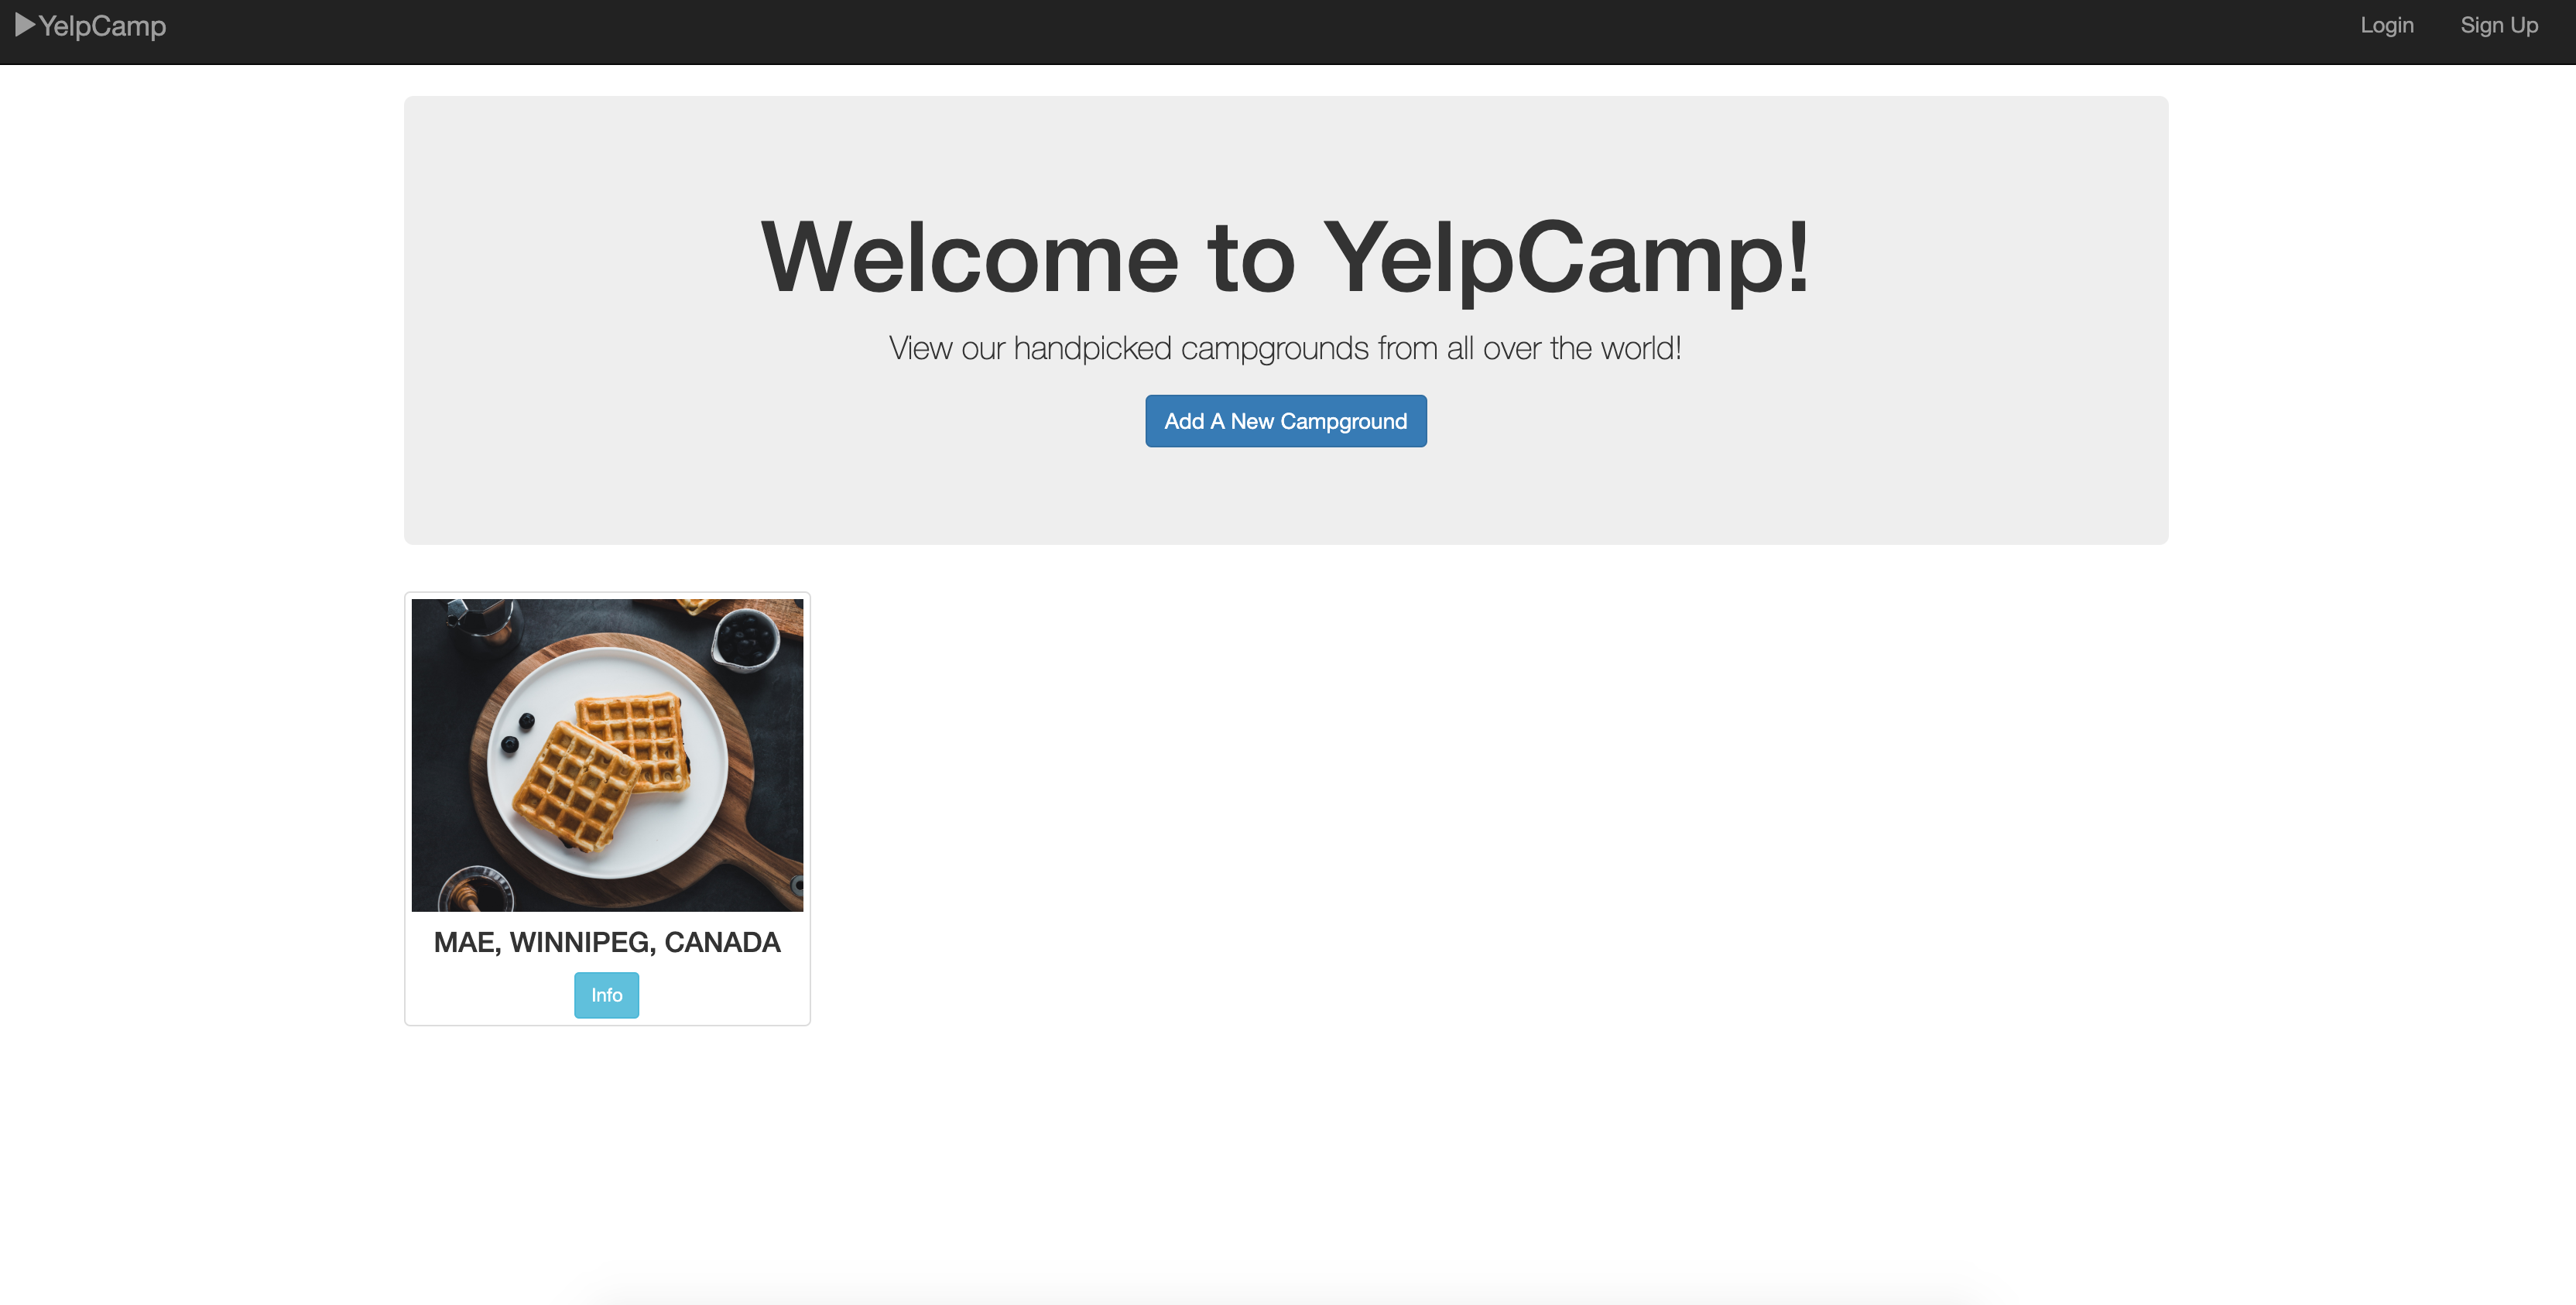 YelpCamp
Login
Sign Up
Welcome to YelpCamp!
View our handpicked campgrounds from all over the world!
Add A New Campground
MAE, WINNIPEG, CANADA
Info